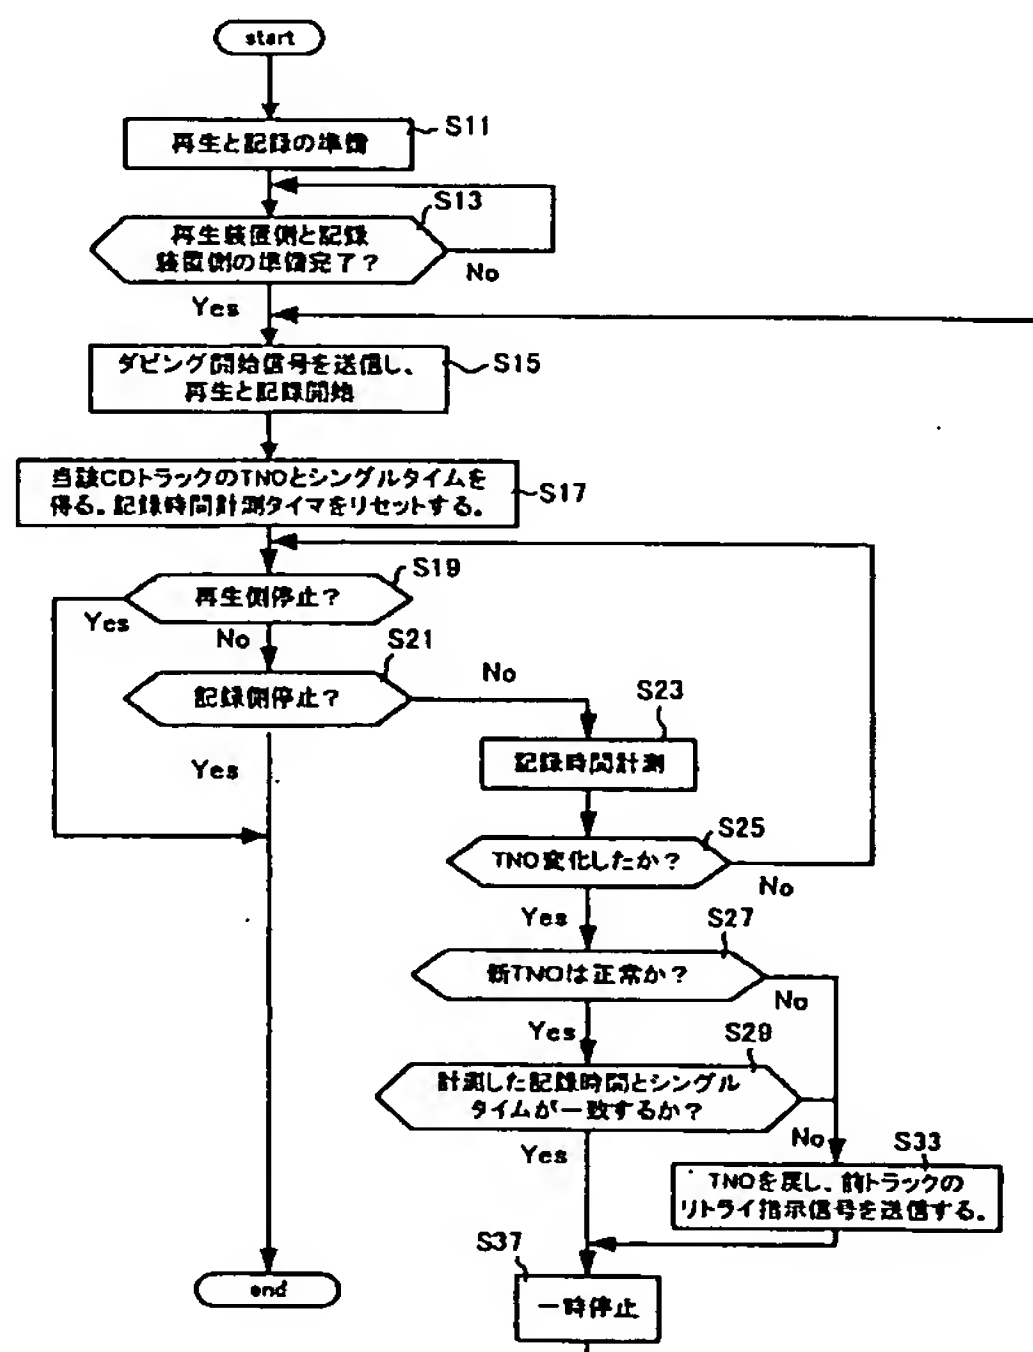 start
S11
再生と記録の準備
S13
再生装置側と記録
装置側の準備完了？
No
Yes
ダビング開始信号を送信し、
再生と記録開始
S15
当該CDトラックのTNOとシングルタイムを
得る。記録時間計測タイマをリセットする。
S17
S19
再生側停止？
Yes
No
S21
記録側停止？
No
S23
Yes
記録時間計測
S25
TNO変化したか？
No
Yes
S27
新TNOは正常か？
No
Yes
S29
計測した記録時間とシングル
タイムが一致するか？
No
Yes
S33
TNOを戻し、前トラックの
リトライ指示信号を送信する。
S37
end
一時停止